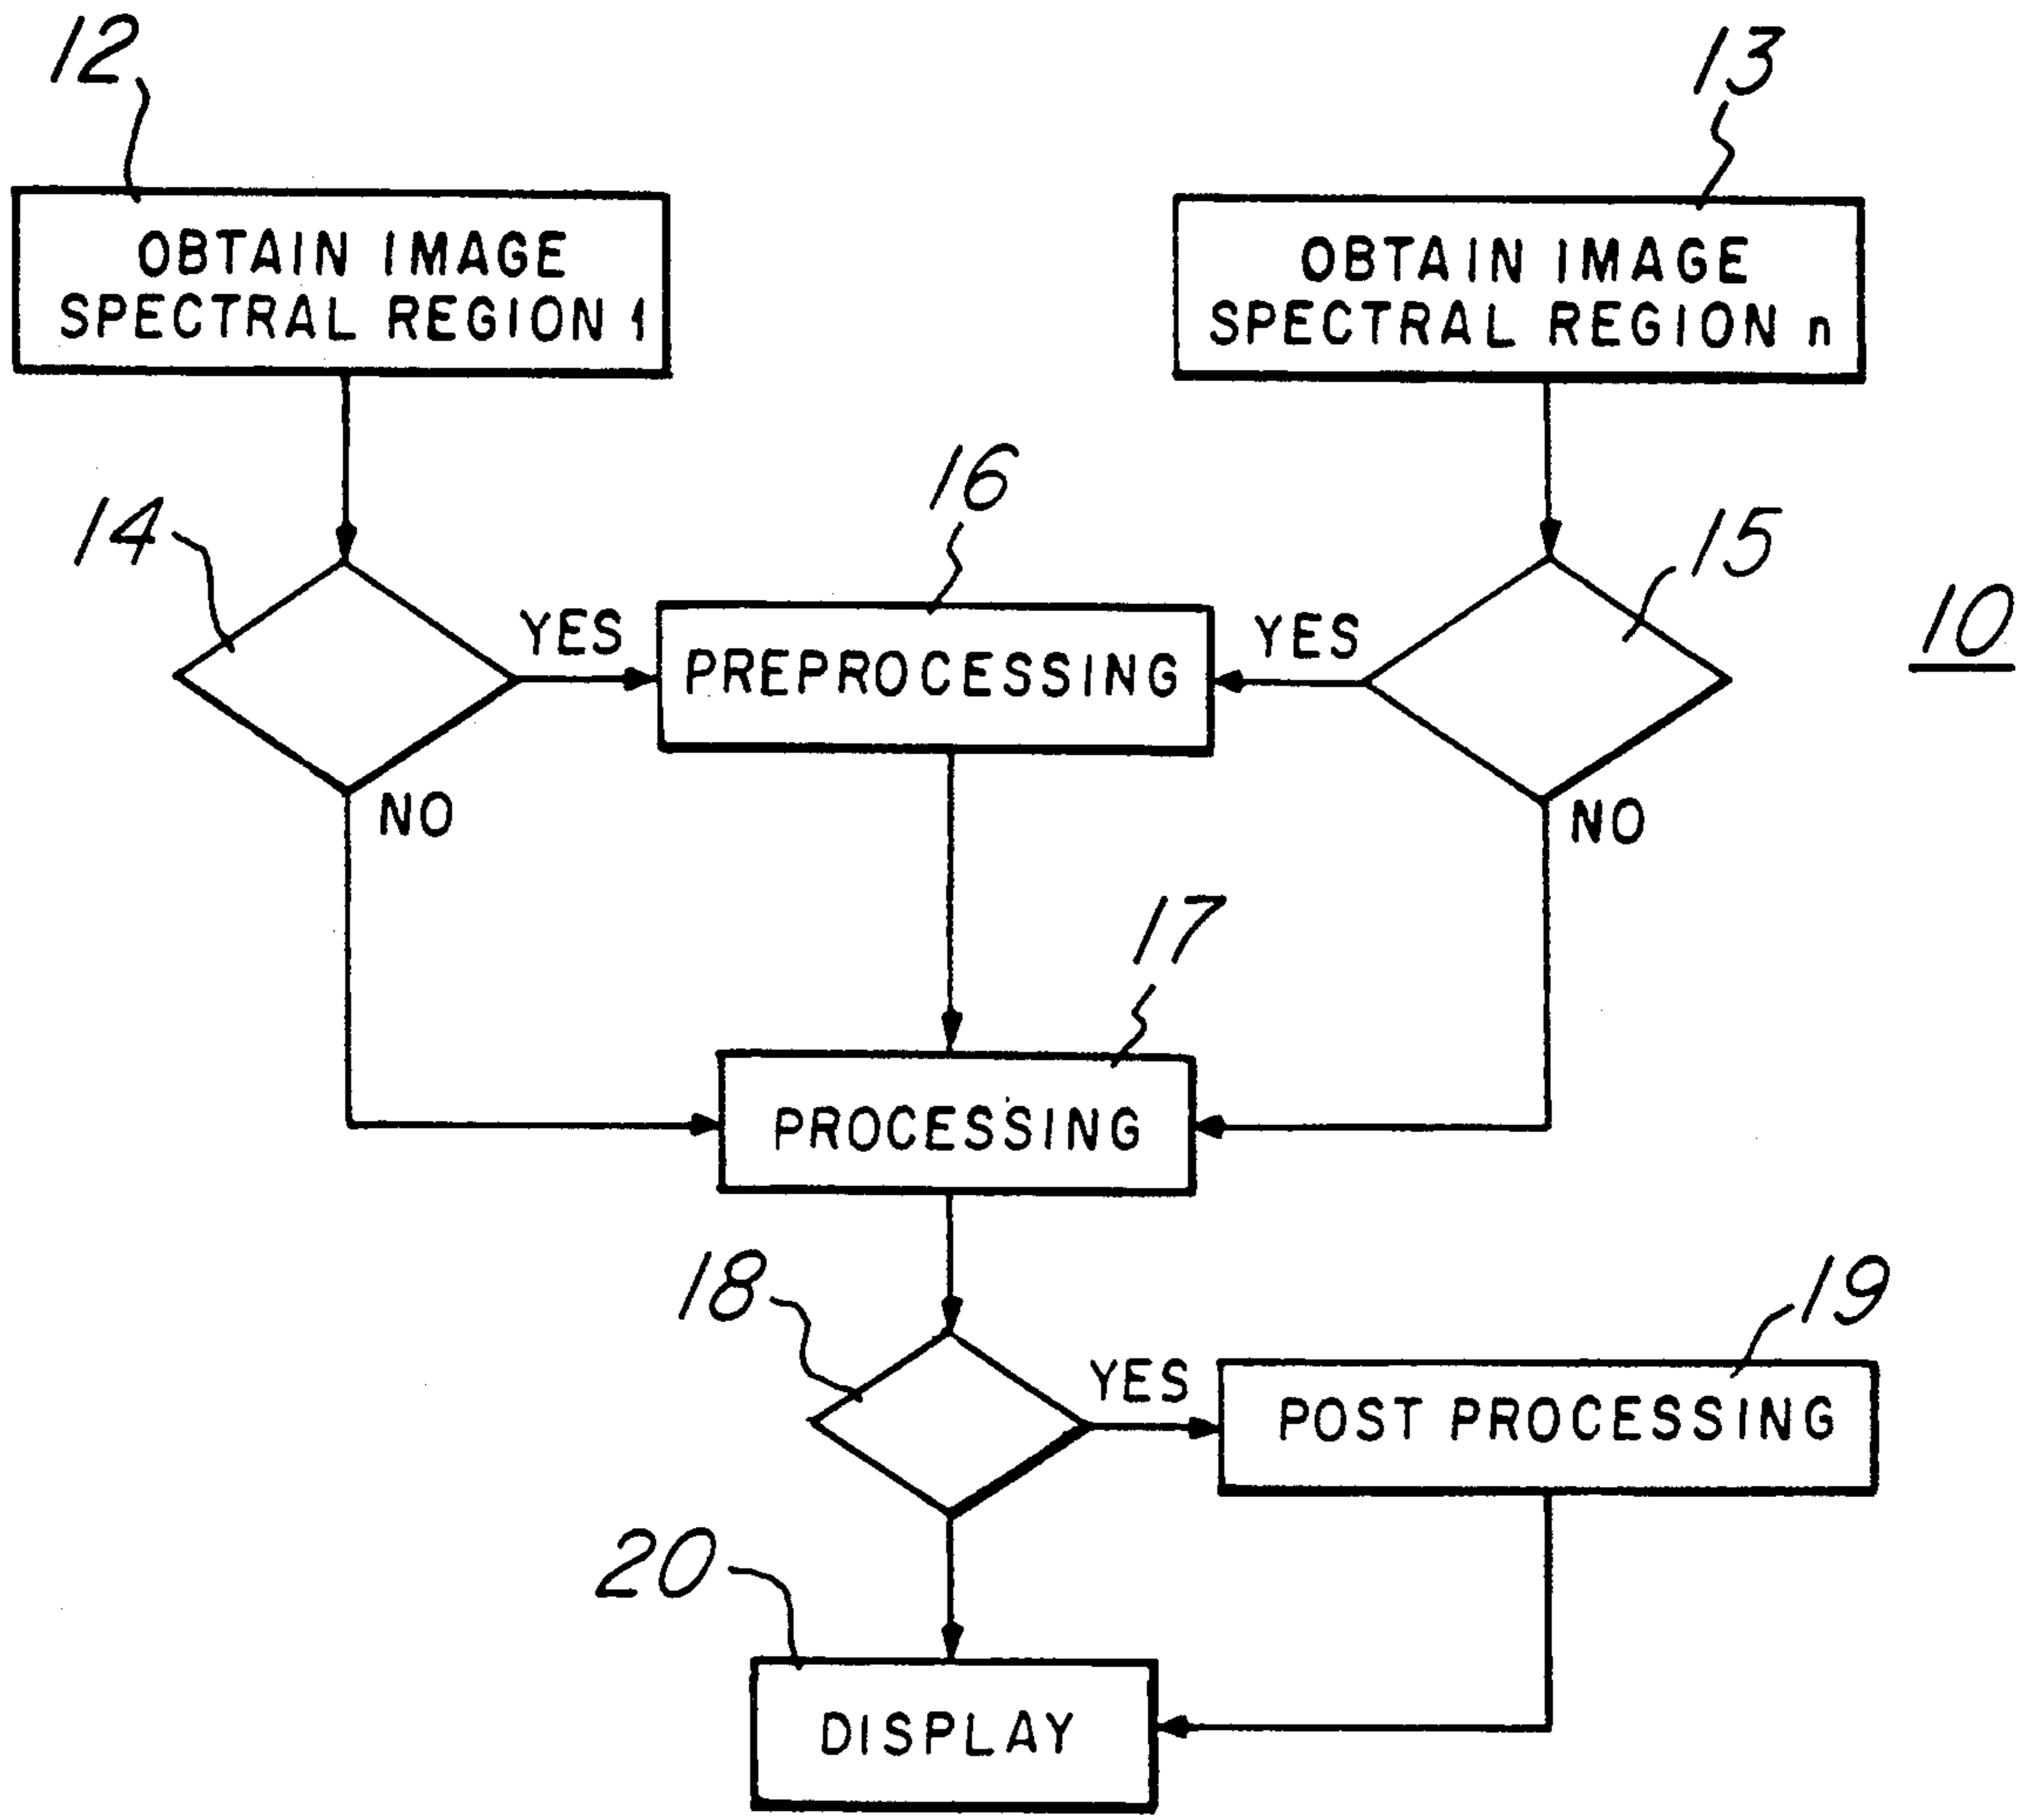 12
13
OBTAIN IMAGE
SPECTRAL REGION 1
OBTAIN IMAGE
SPECTRAL REGION n
14
16
15
10
YES
PREPROCESSING
YES
NO
NO
17
PROCESSING
18
19
YES
POST PROCESSING
20
DISPLAY